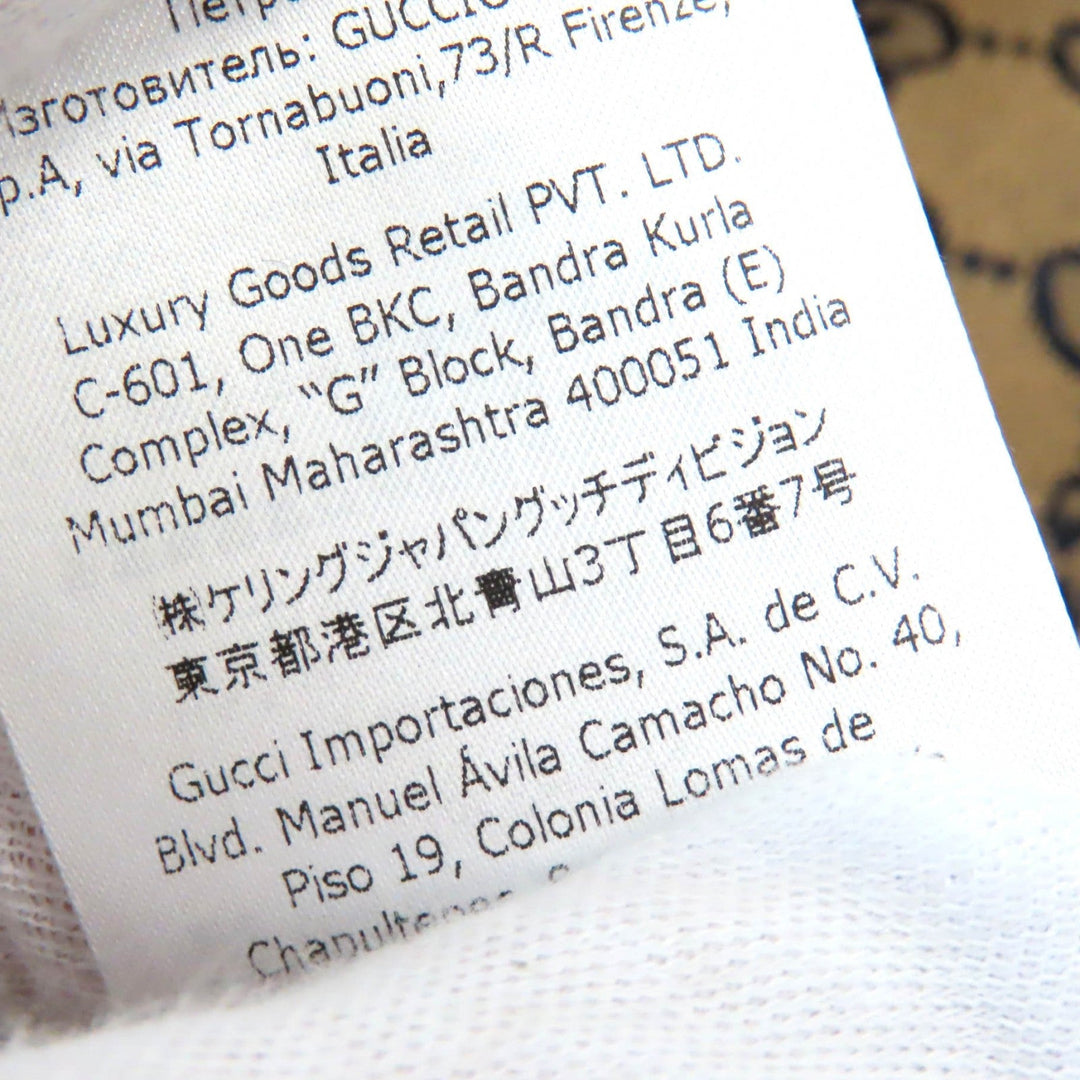 Изготовитель: GUCCIO
p.A, via Tornabuoni,73/R Firenze,
Italia
Luxury Goods Retail PVT. LTD.
C-601, One BKC, Bandra Kurla
Complex, “G” Block, Bandra (E)
Mumbai Maharashtra 400051 India
㈱ケリングジャパングッチディビジョン
東京都港区北青山3丁目6番7号
Gucci Importaciones, S.A. de C.V.
Blvd. Manuel Ávila Camacho No. 40,
Piso 19, Colonia Lomas de